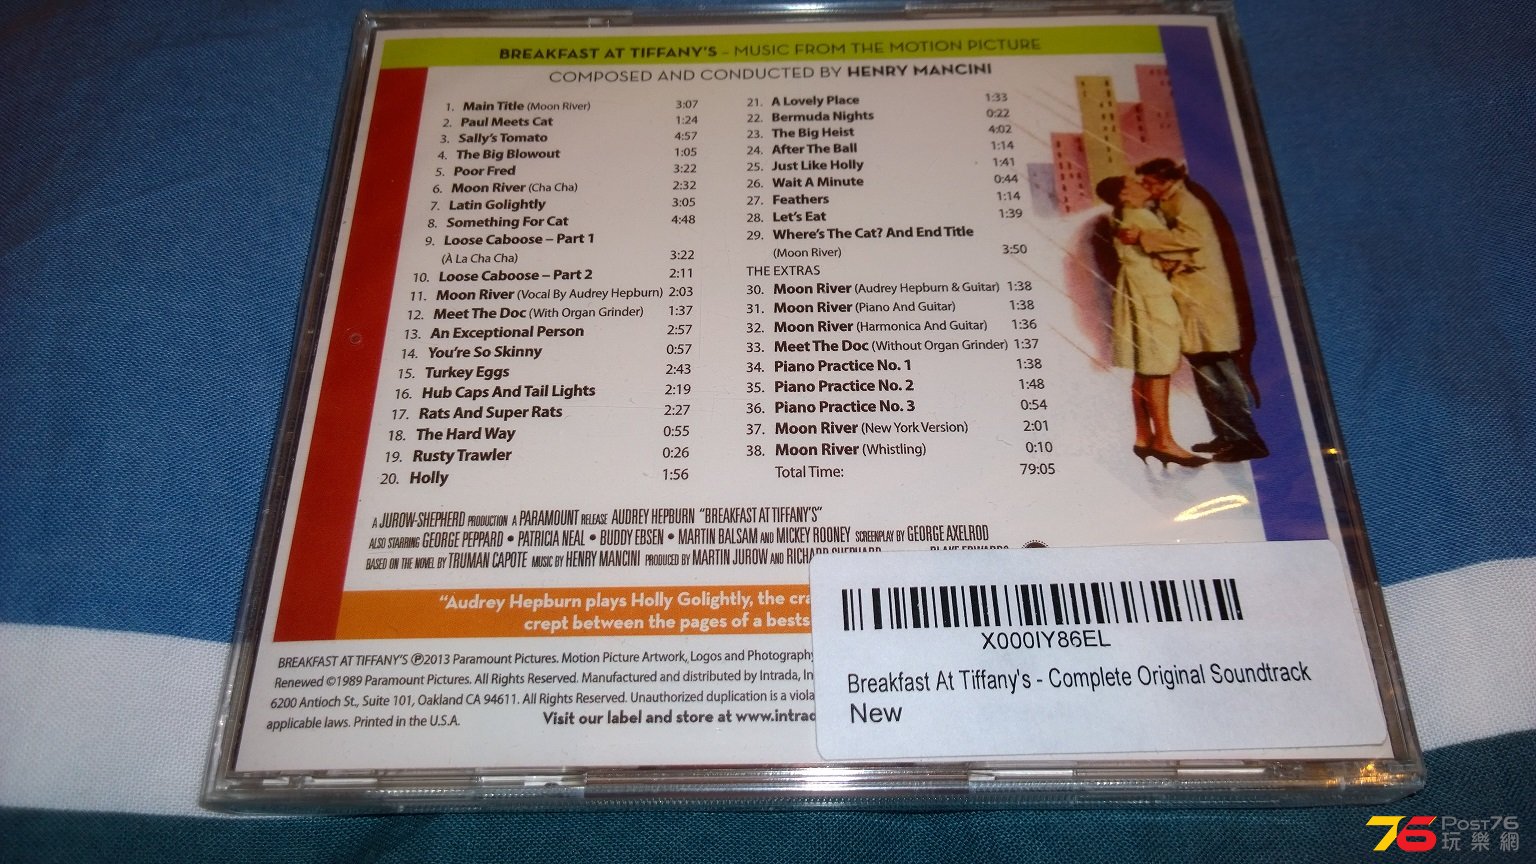 BREAKFAST AT TIFFANY'S – MUSIC FROM THE MOTION PICTURE
COMPOSED AND CONDUCTED BY HENRY MANCINI
1. Main Title (Moon River) 3:07
2. Paul Meets Cat 1:24
3. Sally's Tomato 4:57
4. The Big Blowout 1:05
5. Poor Fred 3:22
6. Moon River (Cha Cha) 2:32
7. Latin Golightly 3:05
8. Something For Cat 4:48
9. Loose Caboose – Part 1
(À La Cha Cha) 3:22
10. Loose Caboose – Part 2 2:11
11. Moon River (Vocal By Audrey Hepburn) 2:03
12. Meet The Doc (With Organ Grinder) 1:37
13. An Exceptional Person 2:57
14. You're So Skinny 0:57
15. Turkey Eggs 2:43
16. Hub Caps And Tail Lights 2:19
17. Rats And Super Rats 2:27
18. The Hard Way 0:55
19. Rusty Trawler 0:26
20. Holly 1:56
21. A Lovely Place 1:33
22. Bermuda Nights 0:22
23. The Big Heist 4:02
24. After The Ball 1:14
25. Just Like Holly 1:41
26. Wait A Minute 0:44
27. Feathers 1:14
28. Let's Eat 1:39
29. Where's The Cat? And End Title
(Moon River) 3:50
THE EXTRAS
30. Moon River (Audrey Hepburn & Guitar) 1:38
31. Moon River (Piano And Guitar) 1:38
32. Moon River (Harmonica And Guitar) 1:36
33. Meet The Doc (Without Organ Grinder) 1:37
34. Piano Practice No. 1 1:38
35. Piano Practice No. 2 1:48
36. Piano Practice No. 3 0:54
37. Moon River (New York Version) 2:01
38. Moon River (Whistling) 0:10
Total Time: 79:05
A JUROW-SHEPHERD PRODUCTION A PARAMOUNT RELEASE AUDREY HEPBURN "BREAKFAST AT TIFFANY'S"
ALSO STARRING GEORGE PEPPARD • PATRICIA NEAL • BUDDY EBSEN • MARTIN BALSAM AND MICKEY ROONEY SCREENPLAY BY GEORGE AXELROD
BASED ON THE NOVEL BY TRUMAN CAPOTE MUSIC BY HENRY MANCINI PRODUCED BY MARTIN JUROW AND RICHARD SHEPHERD
"Audrey Hepburn plays Holly Golightly, the cra
crept between the pages of a bests
BREAKFAST AT TIFFANY'S ℗2013 Paramount Pictures. Motion Picture Artwork, Logos and Photography
Renewed ©1989 Paramount Pictures. All Rights Reserved. Manufactured and distributed by Intrada, In
6200 Antioch St., Suite 101, Oakland CA 94611. All Rights Reserved. Unauthorized duplication is a viola
applicable laws. Printed in the U.S.A.
Visit our label and store at www.intrad
X000IY86EL
Breakfast At Tiffany's - Complete Original Soundtrack
New
76 POST76
玩樂網